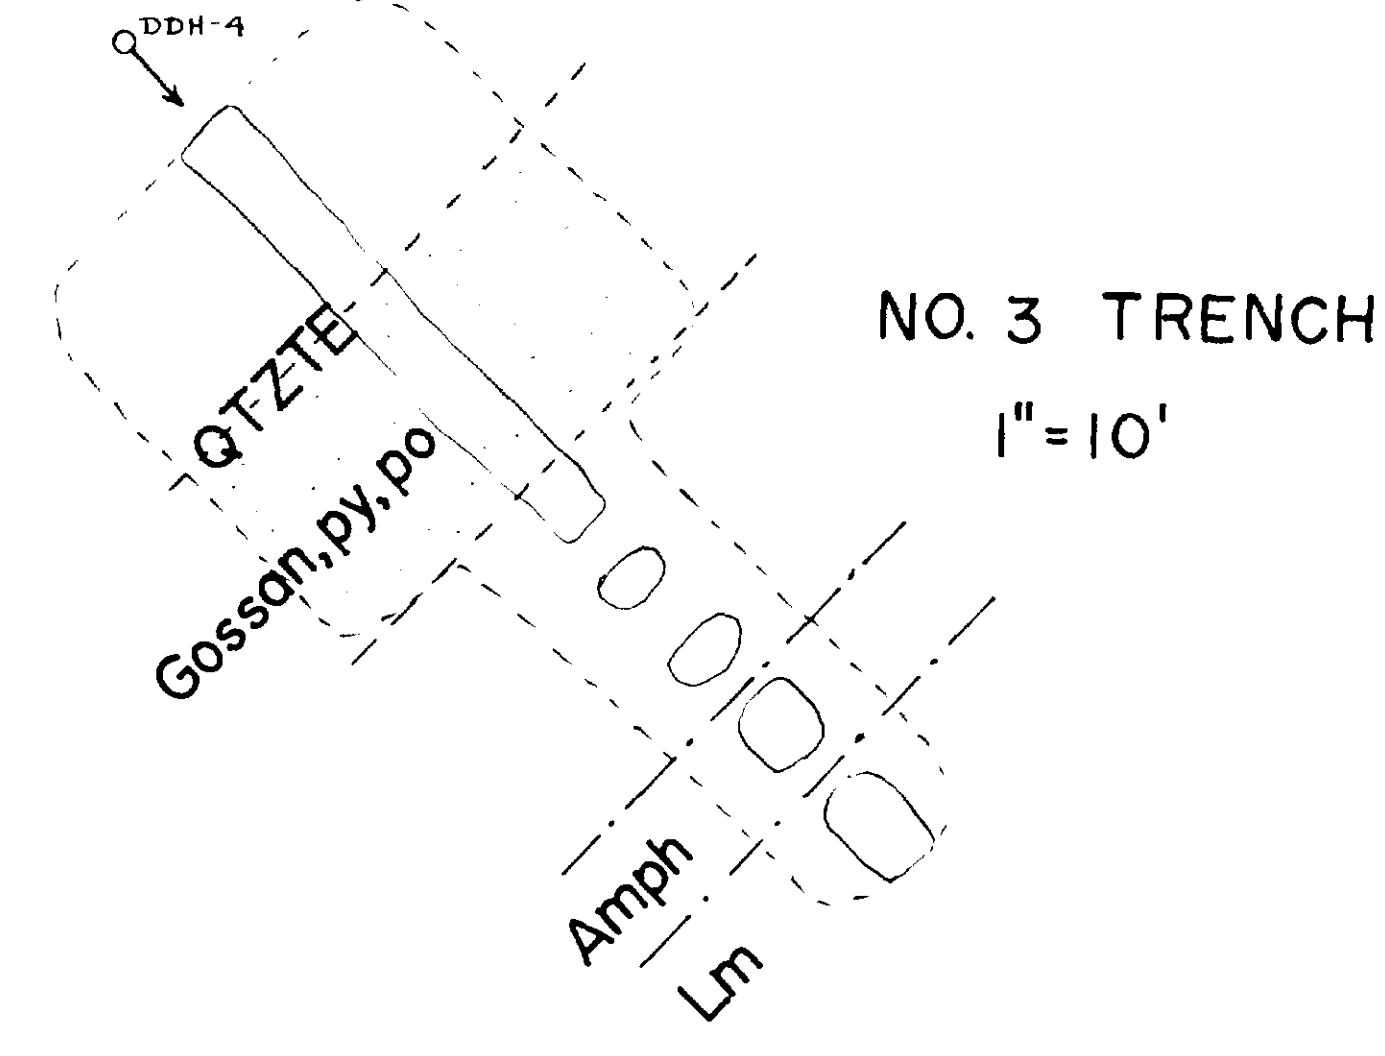 DDH-4
NO. 3 TRENCH
1" = 10'
QTZTE
Gossan, py, po
Amph
Lm